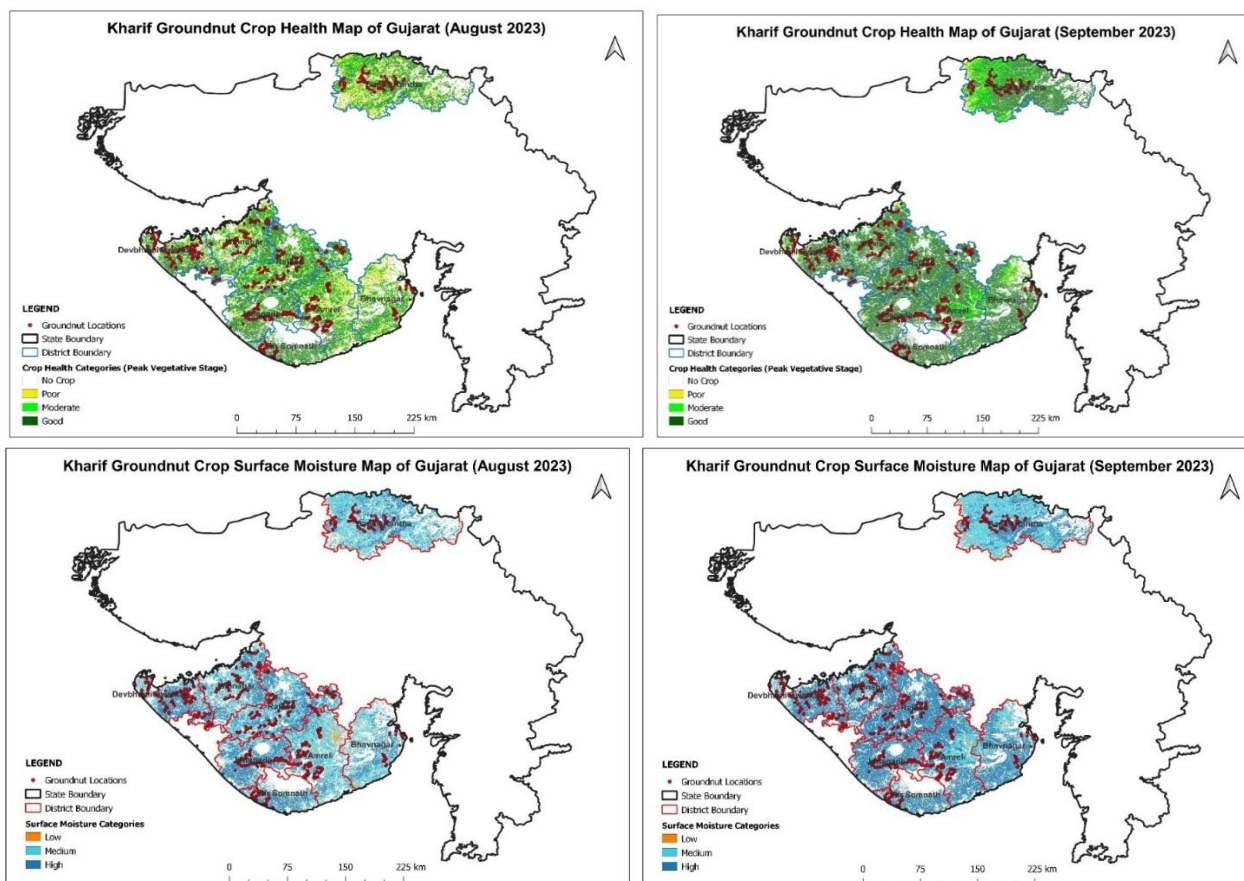 Kharif Groundnut Crop Health Map of Gujarat (August 2023)
Devbhumi
Rajkot
Amreli
Bhavnagar
Somnath
LEGEND
Groundnut Locations
State Boundary
District Boundary
Crop Health Categories (Peak Vegetative Stage)
No Crop
Poor
Moderate
Good
0 75 150 225 km
Kharif Groundnut Crop Health Map of Gujarat (September 2023)
Amreli
Bhavnagar
Somnath
LEGEND
Groundnut Locations
State Boundary
District Boundary
Crop Health Categories (Peak Vegetative Stage)
No Crop
Poor
Moderate
Good
0 75 150 225 km
Kharif Groundnut Crop Surface Moisture Map of Gujarat (August 2023)
Amreli
Bhavnagar
Somnath
LEGEND
Groundnut Locations
State Boundary
District Boundary
Surface Moisture Categories
Low
Medium
High
0 75 150 225 km
Kharif Groundnut Crop Surface Moisture Map of Gujarat (September 2023)
Amreli
Bhavnagar
Somnath
LEGEND
Groundnut Locations
State Boundary
District Boundary
Surface Moisture Categories
Low
Medium
High
0 75 150 225 km